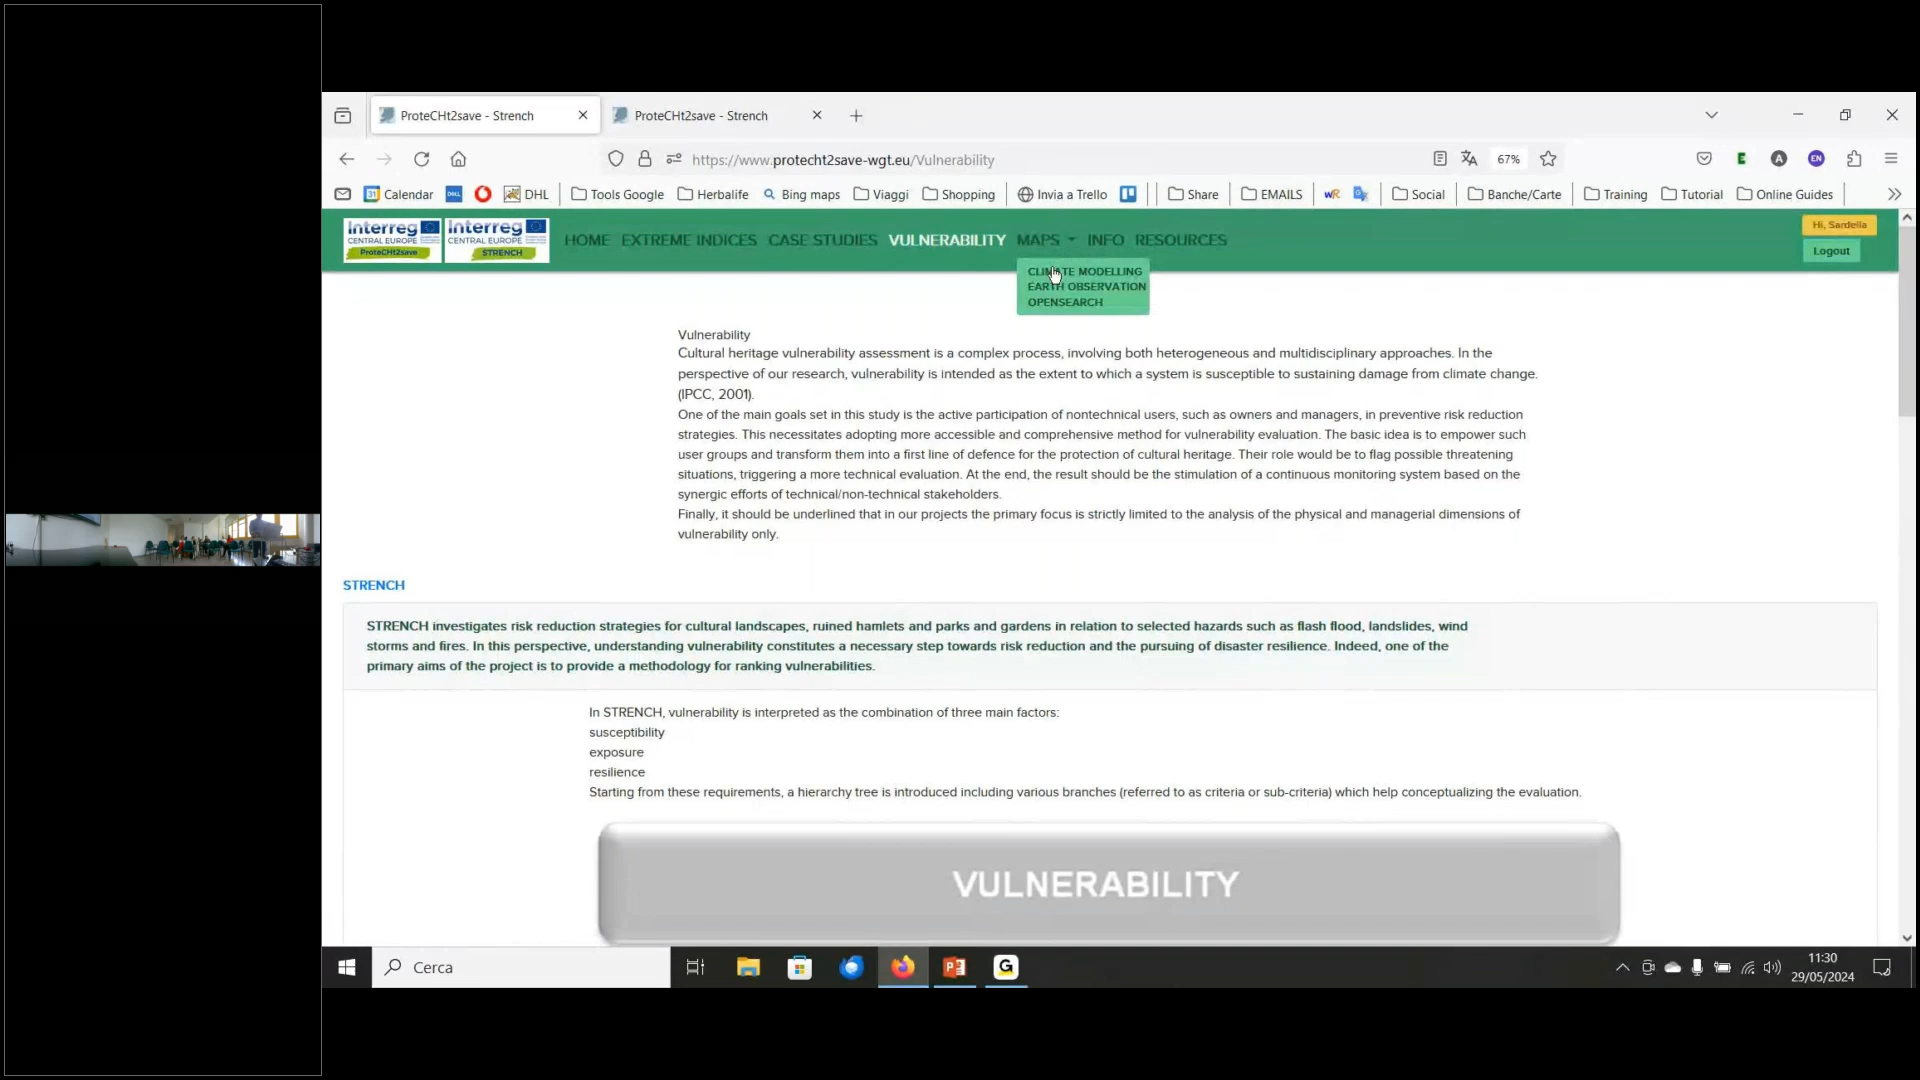 ProteCHt2save - Strench
ProteCHt2save - Strench
https://www.protecht2save-wgt.eu/Vulnerability
67%
Calendar
DHL
Tools Google
Herbalife
Bing maps
Viaggi
Shopping
Invia a Trello
Share
EMAILS
Social
Banche/Carte
Training
Tutorial
Online Guides
Interreg
CENTRAL EUROPE
ProteCHt2save
Interreg
CENTRAL EUROPE
STRENCH
HOME EXTREME INDICES CASE STUDIES VULNERABILITY MAPS INFO RESOURCES
Hi, Sardella
Logout
CLIMATE MODELLING
EARTH OBSERVATION
OPENSEARCH
Vulnerability
Cultural heritage vulnerability assessment is a complex process, involving both heterogeneous and multidisciplinary approaches. In the
perspective of our research, vulnerability is intended as the extent to which a system is susceptible to sustaining damage from climate change.
(IPCC, 2001).
One of the main goals set in this study is the active participation of nontechnical users, such as owners and managers, in preventive risk reduction
strategies. This necessitates adopting more accessible and comprehensive method for vulnerability evaluation. The basic idea is to empower such
user groups and transform them into a first line of defence for the protection of cultural heritage. Their role would be to flag possible threatening
situations, triggering a more technical evaluation. At the end, the result should be the stimulation of a continuous monitoring system based on the
synergic efforts of technical/non-technical stakeholders.
Finally, it should be underlined that in our projects the primary focus is strictly limited to the analysis of the physical and managerial dimensions of
vulnerability only.
STRENCH
STRENCH investigates risk reduction strategies for cultural landscapes, ruined hamlets and parks and gardens in relation to selected hazards such as flash flood, landslides, wind
storms and fires. In this perspective, understanding vulnerability constitutes a necessary step towards risk reduction and the pursuing of disaster resilience. Indeed, one of the
primary aims of the project is to provide a methodology for ranking vulnerabilities.
In STRENCH, vulnerability is interpreted as the combination of three main factors:
susceptibility
exposure
resilience
Starting from these requirements, a hierarchy tree is introduced including various branches (referred to as criteria or sub-criteria) which help conceptualizing the evaluation.
VULNERABILITY
Cerca
11:30
29/05/2024